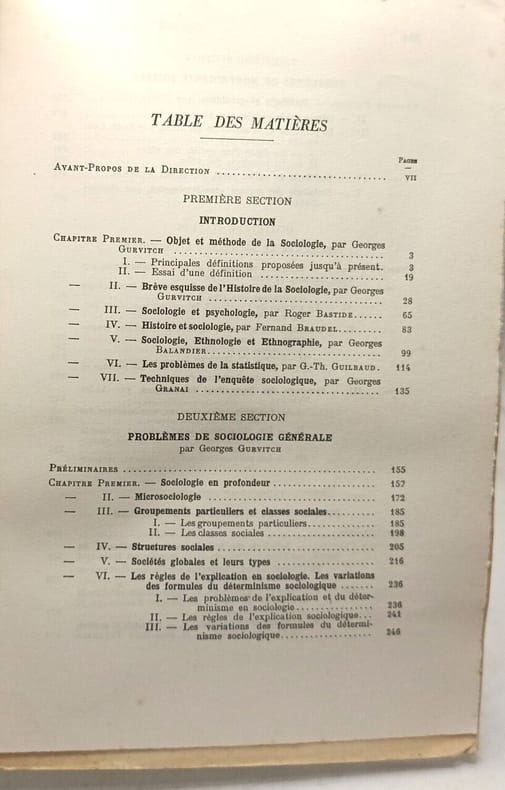 TABLE DES MATIÈRES
PAGES
AVANT-PROPOS DE LA DIRECTION .................................. VII
PREMIÈRE SECTION
INTRODUCTION
CHAPITRE PREMIER. — Objet et méthode de la Sociologie, par Georges
GURVITCH .......................................... 3
I. — Principales définitions proposées jusqu'à présent. 3
II. — Essai d'une définition ........................ 19
— II. — Brève esquisse de l'Histoire de la Sociologie, par Georges
GURVITCH ................................... 28
— III. — Sociologie et psychologie, par Roger BASTIDE...... 65
— IV. — Histoire et sociologie, par Fernand BRAUDEL......... 83
— V. — Sociologie, Ethnologie et Ethnographie, par Georges
BALANDIER................................... 99
— VI. — Les problèmes de la statistique, par G.-Th. GUILBAUD. 114
— VII. — Techniques de l'enquête sociologique, par Georges
GRANAI ...................................... 135
DEUXIÈME SECTION
PROBLÈMES DE SOCIOLOGIE GÉNÉRALE
par Georges GURVITCH
PRÉLIMINAIRES .................................................. 155
CHAPITRE PREMIER. — Sociologie en profondeur ...................... 157
— II. — Microsociologie ................................... 172
— III. — Groupements particuliers et classes sociales.......... 185
I. — Les groupements particuliers............. 185
II. — Les classes sociales ..................... 198
— IV. — Structures sociales ................................. 205
— V. — Sociétés globales et leurs types ..................... 216
— VI. — Les règles de l'explication en sociologie. Les variations
des formules du déterminisme sociologique ....... 236
I. — Les problèmes de l'explication et du déter-
minisme en sociologie................ 236
II. — Les règles de l'explication sociologique... 241
III. — Les variations des formules du détermi-
nisme sociologique................... 246